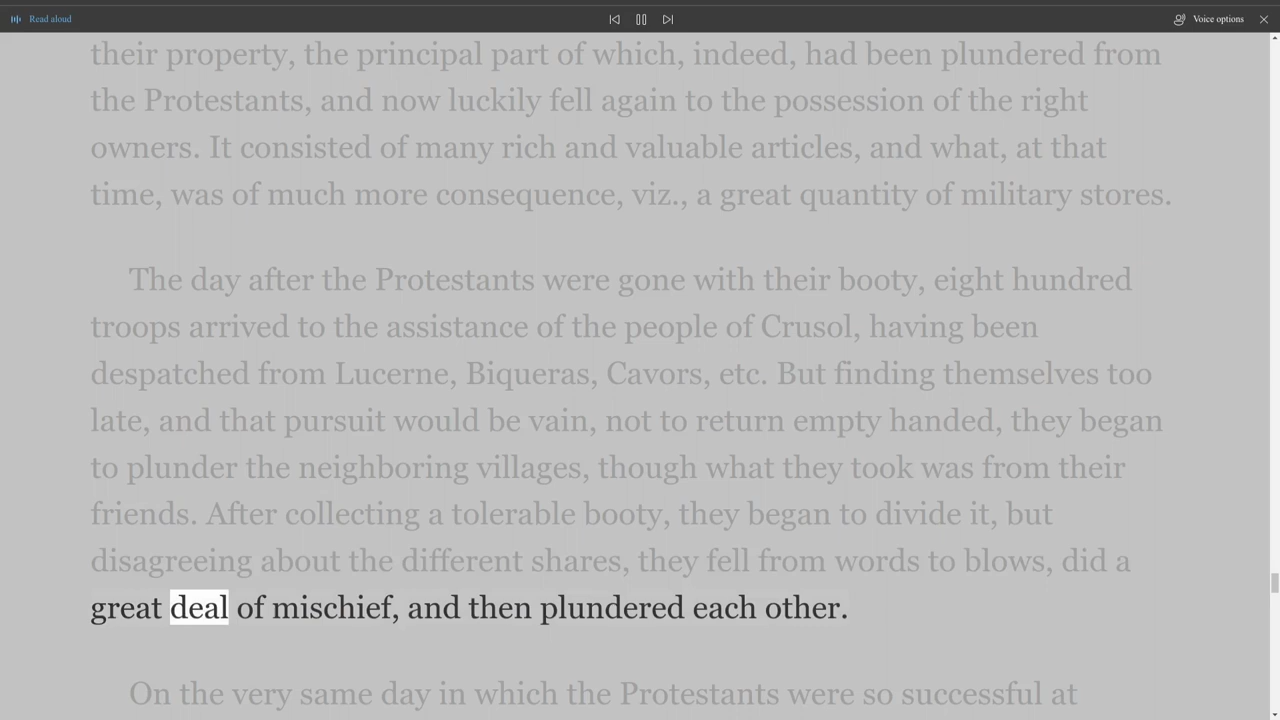 Read aloud
Voice options
their property, the principal part of which, indeed, had been plundered from
the Protestants, and now luckily fell again to the possession of the right
owners. It consisted of many rich and valuable articles, and what, at that
time, was of much more consequence, viz., a great quantity of military stores.
The day after the Protestants were gone with their booty, eight hundred
troops arrived to the assistance of the people of Crusol, having been
despatched from Lucerne, Biqueras, Cavors, etc. But finding themselves too
late, and that pursuit would be vain, not to return empty handed, they began
to plunder the neighboring villages, though what they took was from their
friends. After collecting a tolerable booty, they began to divide it, but
disagreeing about the different shares, they fell from words to blows, did a
great deal of mischief, and then plundered each other.
On the very same day in which the Protestants were so successful at